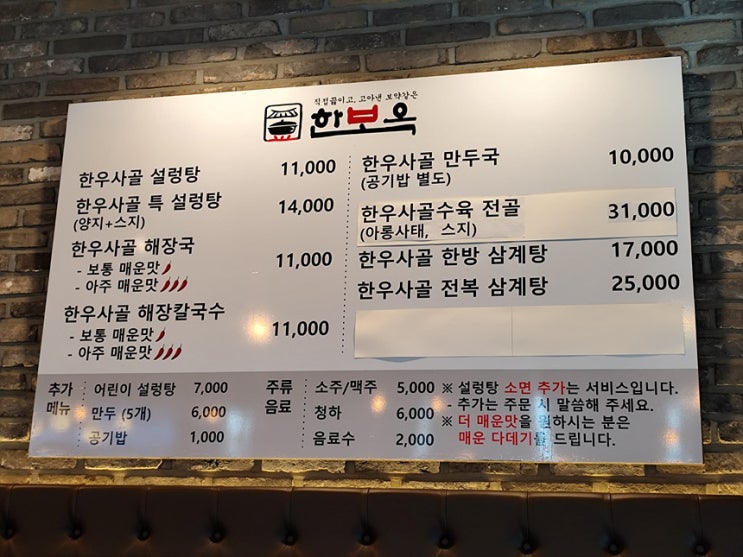 직접끓이고, 고아낸 보약같은
한보옥
한우사골 설렁탕 11,000
한우사골 특 설렁탕 14,000
(양지+스지)
한우사골 해장국 11,000
- 보통 매운맛
- 아주 매운맛
한우사골 해장칼국수 11,000
- 보통 매운맛
- 아주 매운맛
한우사골 만두국 10,000
(공기밥 별도)
한우사골수육 전골 31,000
(아롱사태, 스지)
한우사골 한방 삼계탕 17,000
한우사골 전복 삼계탕 25,000
추가 메뉴
어린이 설렁탕 7,000
만두 (5개) 6,000
공기밥 1,000
주류 음료
소주/맥주 5,000
청하 6,000
음료수 2,000
※ 설렁탕 소면 추가는 서비스입니다.
- 추가는 주문 시 말씀해 주세요.
※ 더 매운맛을 원하시는 분은
매운 다데기를 드립니다.